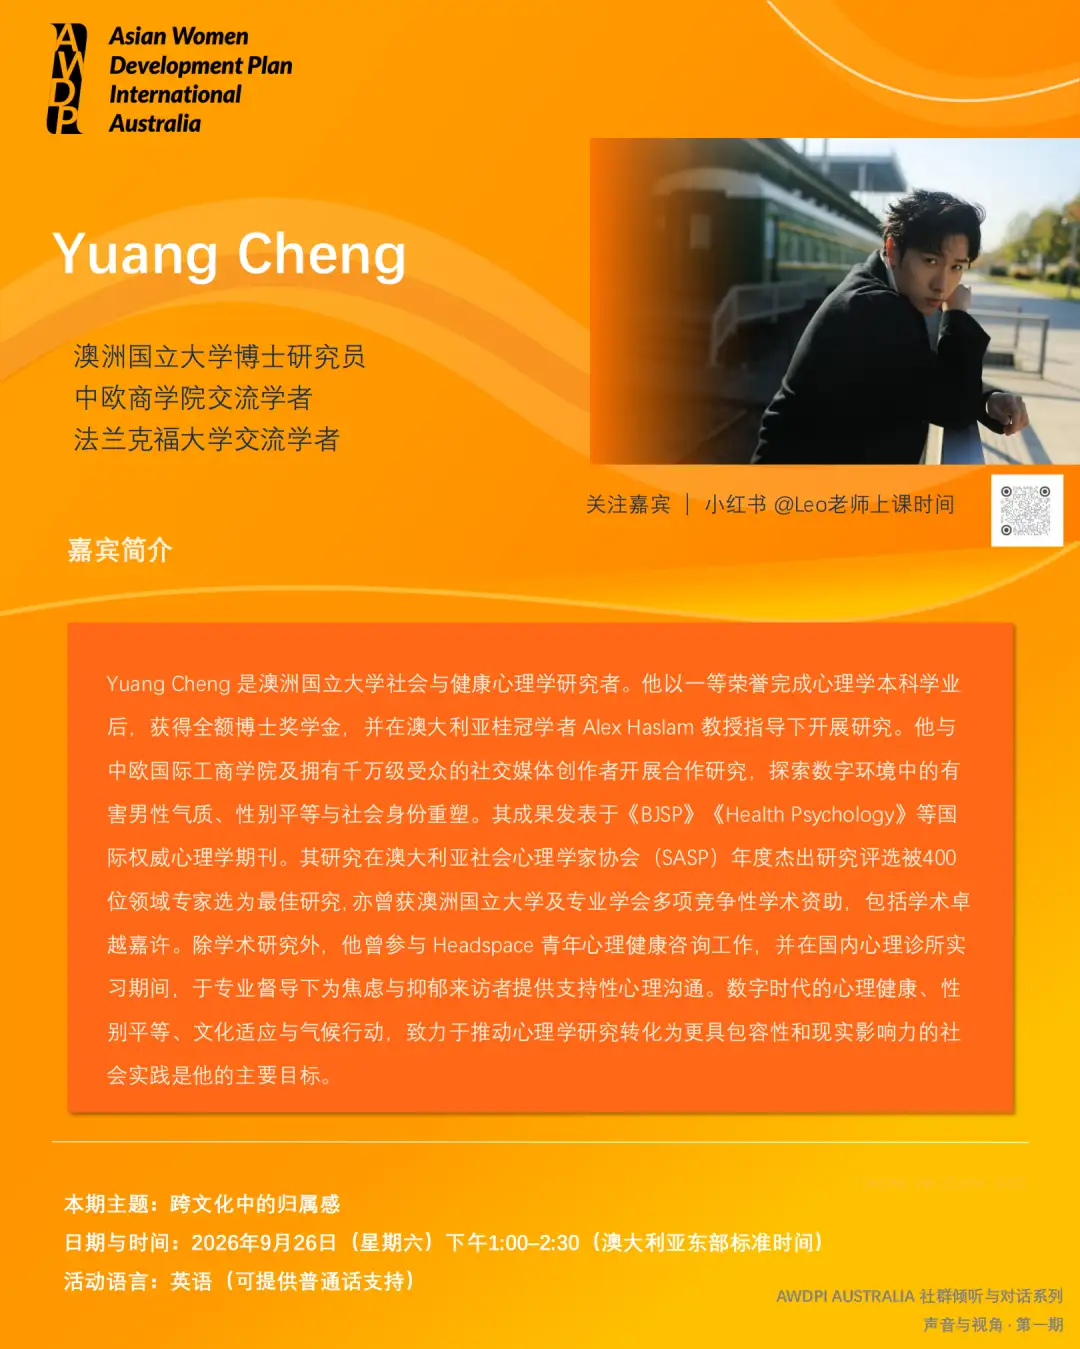 AWDP
Asian Women
Development Plan
International
Australia
Yuang Cheng
澳洲国立大学博士研究员
中欧商学院交流学者
法兰克福大学交流学者
关注嘉宾 | 小红书 @Leo老师上课时间
嘉宾简介
Yuang Cheng 是澳洲国立大学社会与健康心理学研究者。他以一等荣誉完成心理学本科学业
后，获得全额博士奖学金，并在澳大利亚桂冠学者 Alex Haslam 教授指导下开展研究。他与
中欧国际工商学院及拥有千万级受众的社交媒体创作者开展合作研究，探索数字环境中的有
害男性气质、性别平等与社会身份重塑。其成果发表于《BJSP》《Health Psychology》等国
际权威心理学期刊。其研究在澳大利亚社会心理学家协会（SASP）年度杰出研究评选被400
位领域专家选为最佳研究, 亦曾获澳洲国立大学及专业学会多项竞争性学术资助，包括学术卓
越嘉许。除学术研究外，他曾参与 Headspace 青年心理健康咨询工作，并在国内心理诊所实
习期间，于专业督导下为焦虑与抑郁来访者提供支持性心理沟通。数字时代的心理健康、性
别平等、文化适应与气候行动，致力于推动心理学研究转化为更具包容性和现实影响力的社
会实践是他的主要目标。
本期主题：跨文化中的归属感
日期与时间：2026年9月26日（星期六）下午1:00–2:30（澳大利亚东部标准时间）
活动语言：英语（可提供普通话支持）
AWDPI AUSTRALIA 社群倾听与对话系列
声音与视角 · 第一期